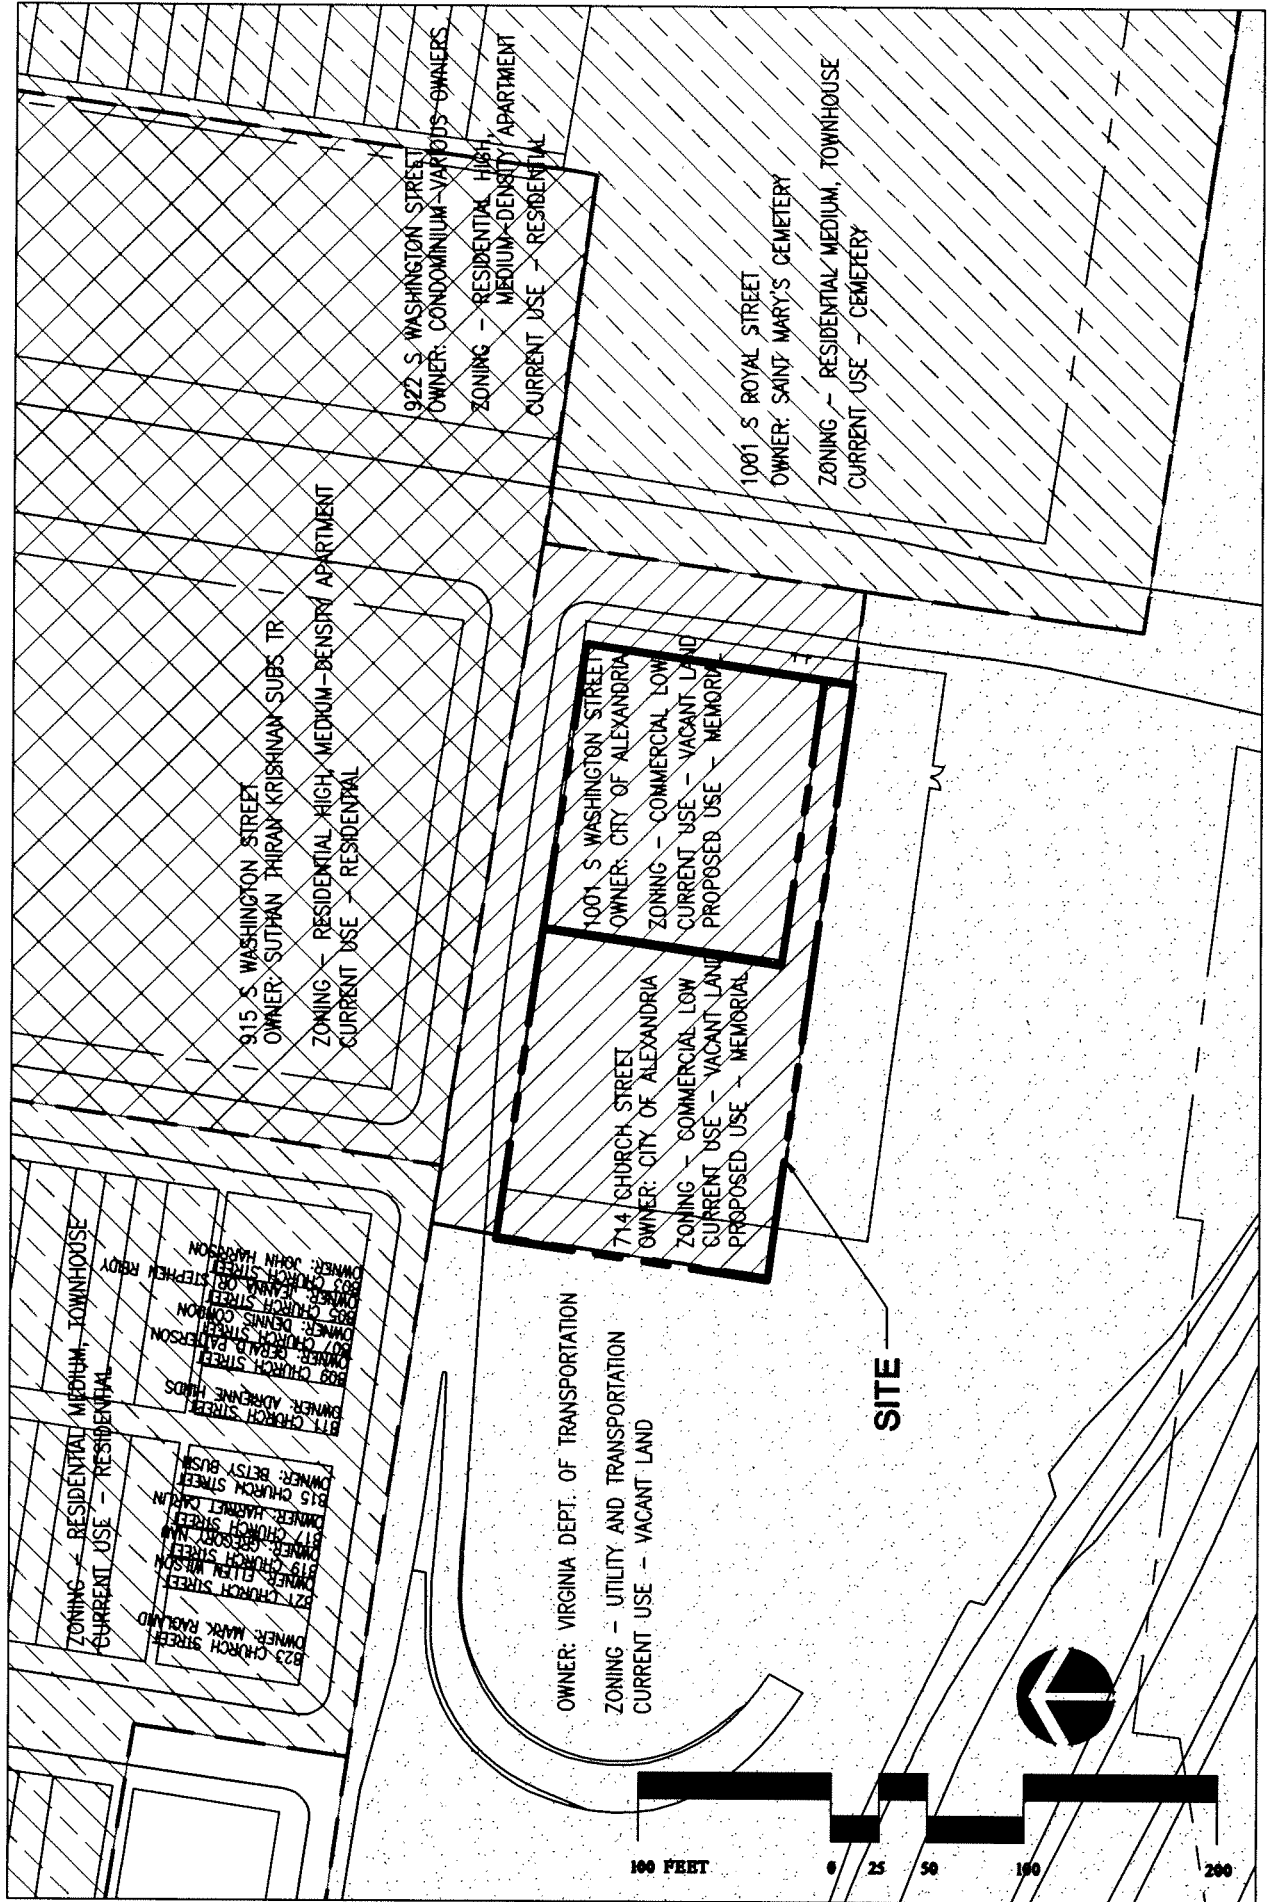 922 S WASHINGTON STREET
OWNER: CONDOMINIUM-VARIOUS OWNERS
ZONING - RESIDENTIAL HIGH,
MEDIUM-DENSITY APARTMENT
CURRENT USE - RESIDENTIAL
1001 S ROYAL STREET
OWNER: SAINT MARY'S CEMETERY
ZONING - RESIDENTIAL MEDIUM, TOWNHOUSE
CURRENT USE - CEMETERY
915 S WASHINGTON STREET
OWNER: SUTHAN THIRAN KRISHNAN SUBS TR
ZONING - RESIDENTIAL HIGH, MEDIUM-DENSITY APARTMENT
CURRENT USE - RESIDENTIAL
1001 S WASHINGTON STREET
OWNER: CITY OF ALEXANDRIA
ZONING - COMMERCIAL LOW
CURRENT USE - VACANT LAND
PROPOSED USE - MEMORIAL
714 CHURCH STREET
OWNER: CITY OF ALEXANDRIA
ZONING - COMMERCIAL LOW
CURRENT USE - VACANT LAND
PROPOSED USE - MEMORIAL
ZONING - RESIDENTIAL MEDIUM, TOWNHOUSE
CURRENT USE - RESIDENTIAL
803 CHURCH STREET
OWNER: JOHN HARRSON
805 CHURCH STREET
OWNER: JEANNA STEPHEN REIDY
807 CHURCH STREET
OWNER: DENNIS CONDON
809 CHURCH STREET
OWNER: GERALD PATTERSON
811 CHURCH STREET
OWNER: ADRIENNE HINDS
815 CHURCH STREET
OWNER: BETSY BUSH
817 CHURCH STREET
OWNER: HARRIET CARLIN
819 CHURCH STREET
OWNER: GREGORY
821 CHURCH STREET
OWNER: ELLEN WILSON
823 CHURCH STREET
OWNER: MARK RAGLAND
OWNER: VIRGINIA DEPT. OF TRANSPORTATION
ZONING - UTILITY AND TRANSPORTATION
CURRENT USE - VACANT LAND
SITE
100 FEET 0 25 50 100 200